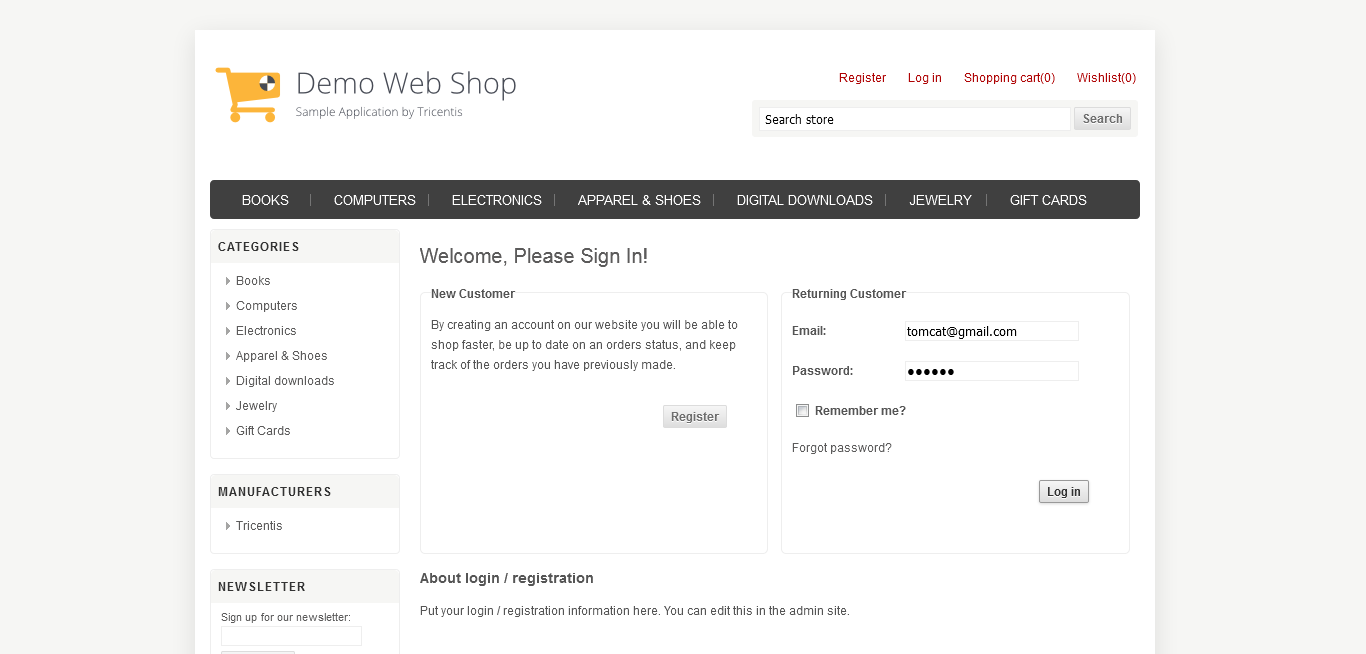 Demo Web Shop
Sample Application by Tricentis
Register Log in Shopping cart(0) Wishlist(0)
Search store Search
BOOKS COMPUTERS ELECTRONICS APPAREL & SHOES DIGITAL DOWNLOADS JEWELRY GIFT CARDS
CATEGORIES
Books
Computers
Electronics
Apparel & Shoes
Digital downloads
Jewelry
Gift Cards
MANUFACTURERS
Tricentis
NEWSLETTER
Sign up for our newsletter:
Welcome, Please Sign In!
New Customer
By creating an account on our website you will be able to
shop faster, be up to date on an orders status, and keep
track of the orders you have previously made.
Register
Returning Customer
Email: tomcat@gmail.com
Password: ●●●●●●
Remember me?
Forgot password?
Log in
About login / registration
Put your login / registration information here. You can edit this in the admin site.